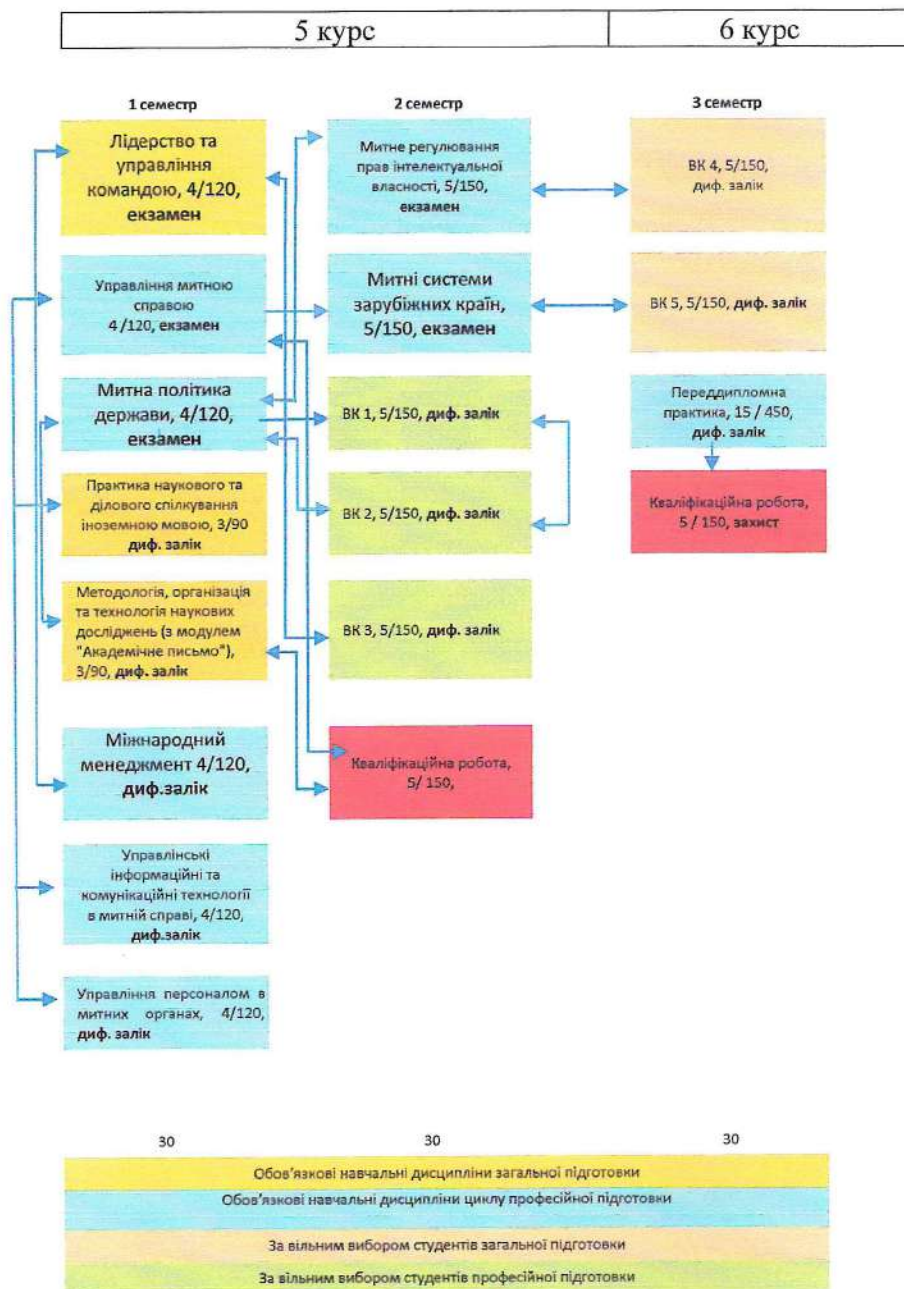 5 курс
6 курс
1 семестр
Лідерство та
управління
командою, 4/120,
екзамен
Управління митною
справою
4 /120, екзамен
Митна політика
держави, 4/120,
екзамен
Практика наукового та
ділового спілкування
іноземною мовою, 3/90
диф. залік
Методологія, організація
та технологія наукових
досліджень (з модулем
"Академічне письмо"),
3/90, диф. залік
Міжнародний
менеджмент 4/120,
диф.залік
Управлінські
інформаційні та
комунікаційні технології
в митній справі, 4/120,
диф.залік
Управління персоналом в
митних органах, 4/120,
диф. залік
2 семестр
Митне регулювання
прав інтелектуальної
власності, 5/150,
екзамен
Митні системи
зарубіжних країн,
5/150, екзамен
ВК 1, 5/150, диф. залік
ВК 2, 5/150, диф. залік
ВК 3, 5/150, диф. залік
Кваліфікаційна робота,
5/ 150,
3 семестр
ВК 4, 5/150,
диф. залік
ВК 5, 5/150, диф. залік
Переддипломна
практика, 15 / 450,
диф. залік
Кваліфікаційна робота,
5 / 150, захист
30
30
30
Обов'язкові навчальні дисципліни загальної підготовки
Обов'язкові навчальні дисципліни циклу професійної підготовки
За вільним вибором студентів загальної підготовки
За вільним вибором студентів професійної підготовки